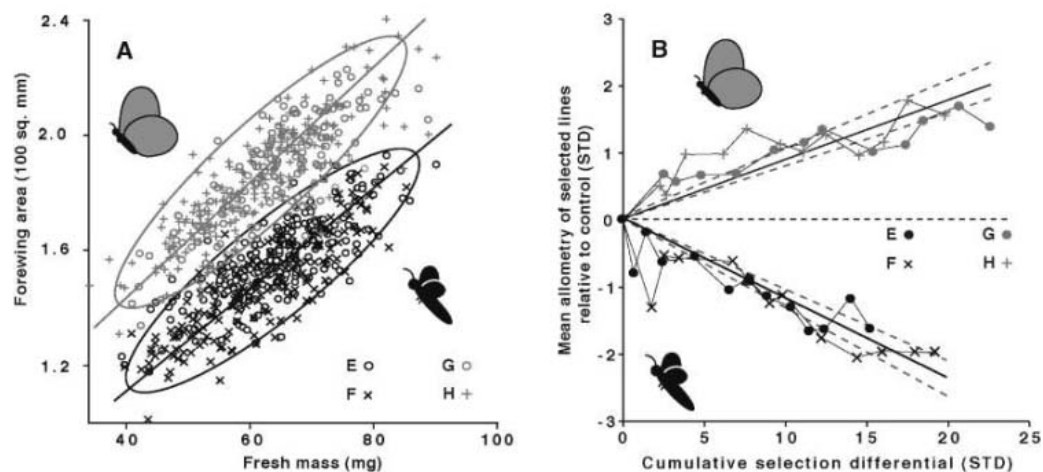 A
Forewing area (100 sq. mm)
2.4
2.0
1.6
1.2
E G
F H
40 60 80 100
Fresh mass (mg)
B
Mean allometry of selected lines
relative to control (STD)
3
2
1
0
-1
-2
-3
E G
F H
0 5 10 15 20 25
Cumulative selection differential (STD)